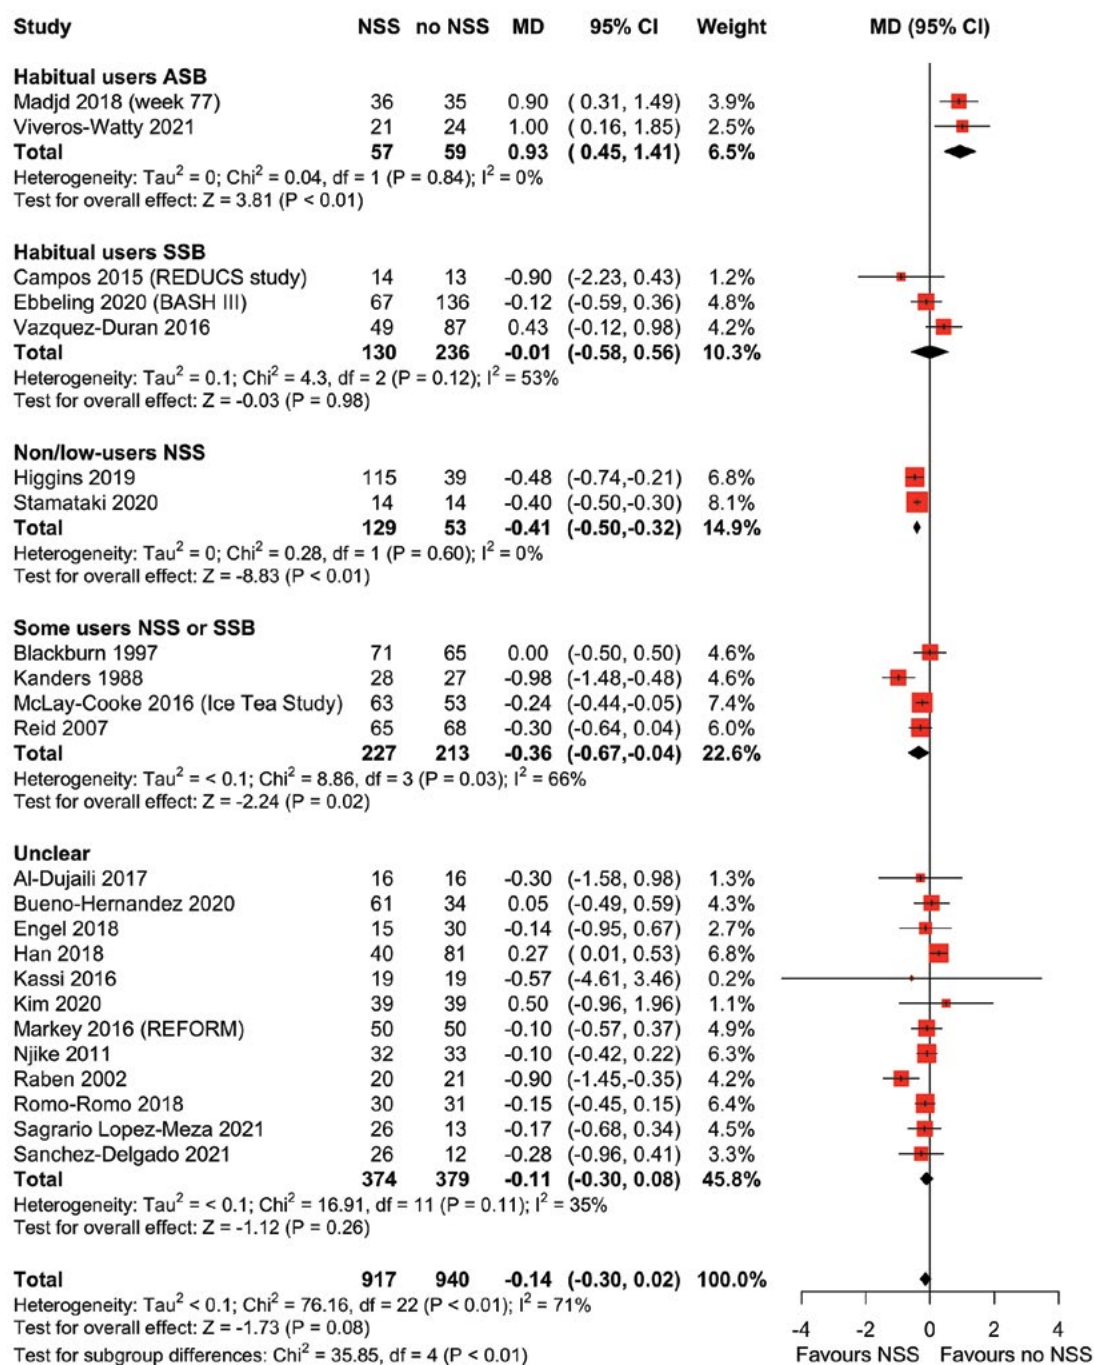 Study NSS no NSS MD 95% CI Weight MD (95% CI)
Habitual users ASB
Madjd 2018 (week 77) 36 35 0.90 ( 0.31, 1.49) 3.9%
Viveros-Watty 2021 21 24 1.00 ( 0.16, 1.85) 2.5%
Total 57 59 0.93 ( 0.45, 1.41) 6.5%
Heterogeneity: Tau² = 0; Chi² = 0.04, df = 1 (P = 0.84); I² = 0%
Test for overall effect: Z = 3.81 (P < 0.01)
Habitual users SSB
Campos 2015 (REDUCS study) 14 13 -0.90 (-2.23, 0.43) 1.2%
Ebbeling 2020 (BASH III) 67 136 -0.12 (-0.59, 0.36) 4.8%
Vazquez-Duran 2016 49 87 0.43 (-0.12, 0.98) 4.2%
Total 130 236 -0.01 (-0.58, 0.56) 10.3%
Heterogeneity: Tau² = 0.1; Chi² = 4.3, df = 2 (P = 0.12); I² = 53%
Test for overall effect: Z = -0.03 (P = 0.98)
Non/low-users NSS
Higgins 2019 115 39 -0.48 (-0.74,-0.21) 6.8%
Stamataki 2020 14 14 -0.40 (-0.50,-0.30) 8.1%
Total 129 53 -0.41 (-0.50,-0.32) 14.9%
Heterogeneity: Tau² = 0; Chi² = 0.28, df = 1 (P = 0.60); I² = 0%
Test for overall effect: Z = -8.83 (P < 0.01)
Some users NSS or SSB
Blackburn 1997 71 65 0.00 (-0.50, 0.50) 4.6%
Kanders 1988 28 27 -0.98 (-1.48,-0.48) 4.6%
McLay-Cooke 2016 (Ice Tea Study) 63 53 -0.24 (-0.44,-0.05) 7.4%
Reid 2007 65 68 -0.30 (-0.64, 0.04) 6.0%
Total 227 213 -0.36 (-0.67,-0.04) 22.6%
Heterogeneity: Tau² = < 0.1; Chi² = 8.86, df = 3 (P = 0.03); I² = 66%
Test for overall effect: Z = -2.24 (P = 0.02)
Unclear
Al-Dujaili 2017 16 16 -0.30 (-1.58, 0.98) 1.3%
Bueno-Hernandez 2020 61 34 0.05 (-0.49, 0.59) 4.3%
Engel 2018 15 30 -0.14 (-0.95, 0.67) 2.7%
Han 2018 40 81 0.27 ( 0.01, 0.53) 6.8%
Kassi 2016 19 19 -0.57 (-4.61, 3.46) 0.2%
Kim 2020 39 39 0.50 (-0.96, 1.96) 1.1%
Markey 2016 (REFORM) 50 50 -0.10 (-0.57, 0.37) 4.9%
Njike 2011 32 33 -0.10 (-0.42, 0.22) 6.3%
Raben 2002 20 21 -0.90 (-1.45,-0.35) 4.2%
Romo-Romo 2018 30 31 -0.15 (-0.45, 0.15) 6.4%
Sagrario Lopez-Meza 2021 26 13 -0.17 (-0.68, 0.34) 4.5%
Sanchez-Delgado 2021 26 12 -0.28 (-0.96, 0.41) 3.3%
Total 374 379 -0.11 (-0.30, 0.08) 45.8%
Heterogeneity: Tau² = < 0.1; Chi² = 16.91, df = 11 (P = 0.11); I² = 35%
Test for overall effect: Z = -1.12 (P = 0.26)
Total 917 940 -0.14 (-0.30, 0.02) 100.0%
Heterogeneity: Tau² < 0.1; Chi² = 76.16, df = 22 (P < 0.01); I² = 71%
Test for overall effect: Z = -1.73 (P = 0.08)
Test for subgroup differences: Chi² = 35.85, df = 4 (P < 0.01)
-4 -2 0 2 4
Favours NSS Favours no NSS